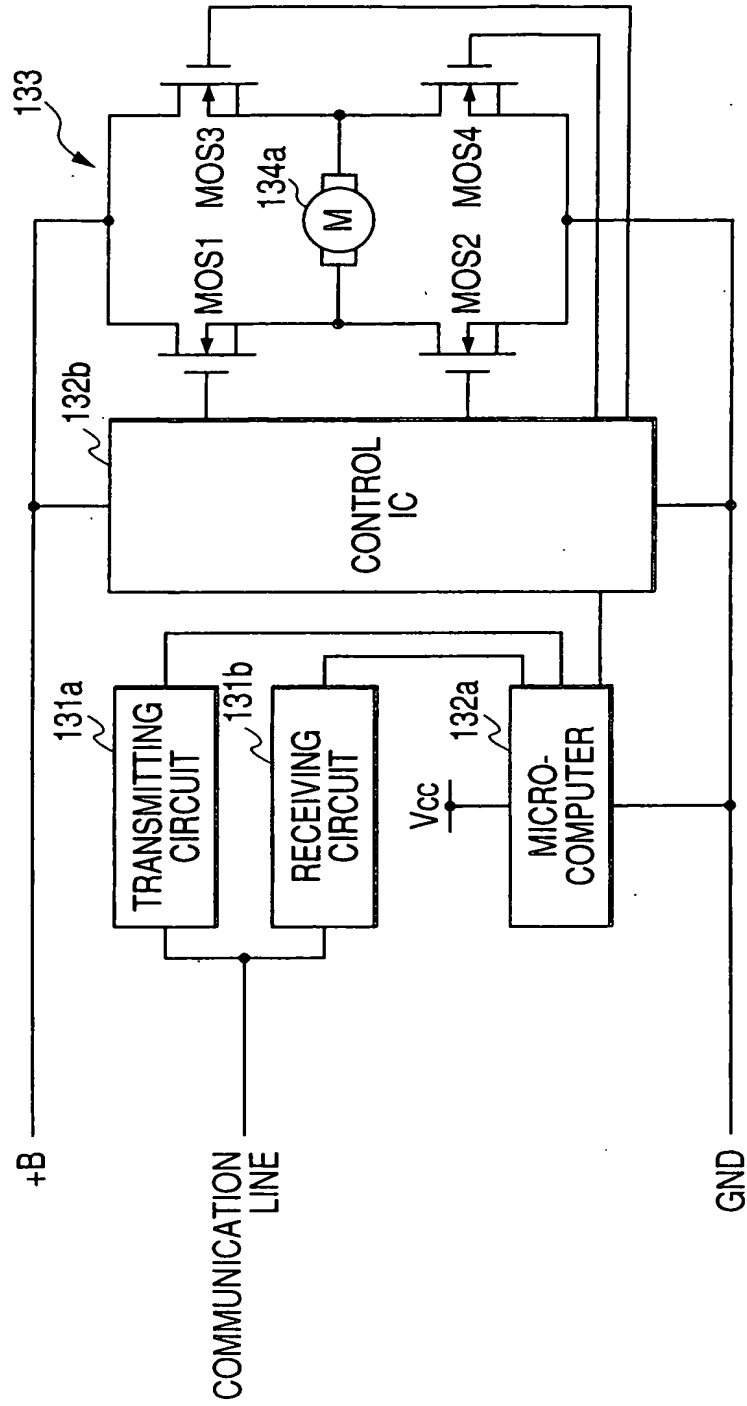 133
+B
132b
MOS1
MOS3
134a
M
MOS2
MOS4
CONTROL
IC
131a
TRANSMITTING
CIRCUIT
131b
RECEIVING
CIRCUIT
COMMUNICATION
LINE
Vcc
132a
MICRO-
COMPUTER
GND